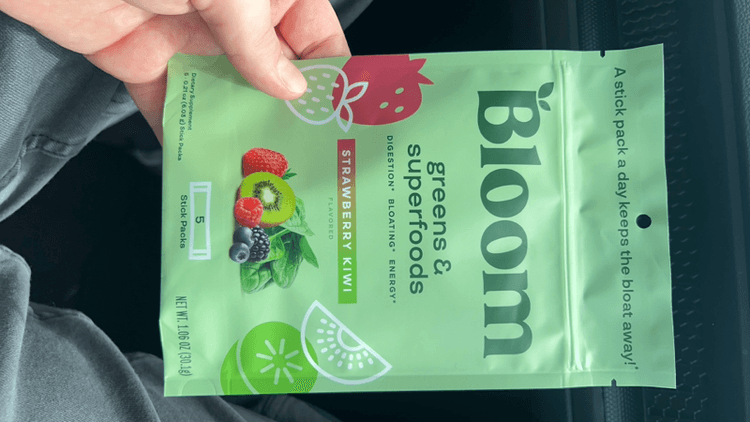 A stick pack a day keeps the bloat away!*
Bloom
greens &
superfoods
DIGESTION* BLOATING* ENERGY*
STRAWBERRY KIWI
FLAVORED
5
Stick Packs
Dietary Supplement
NET WT. 1.06 OZ (30.1g)